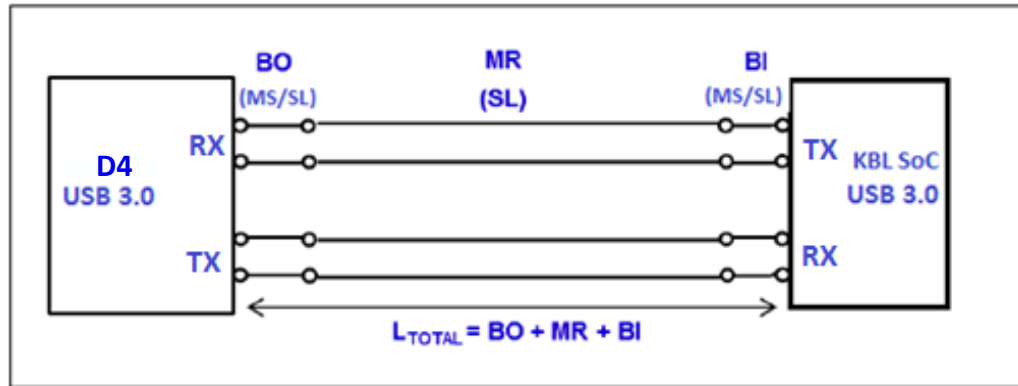 BO
(MS/SL)
MR
(SL)
BI
(MS/SL)
D4
USB 3.0
RX
TX
TX
RX
KBL SoC
USB 3.0
L_TOTAL = BO + MR + BI